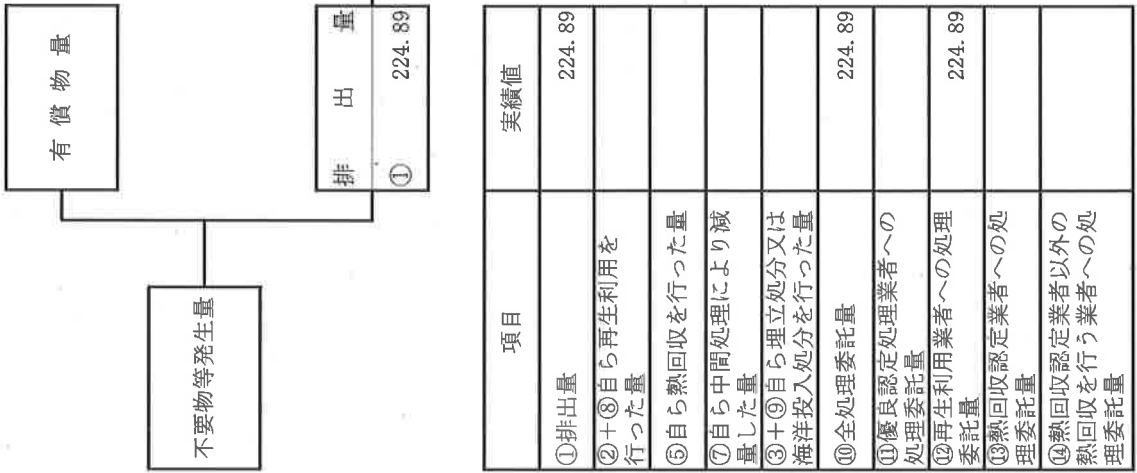 有償物量
排出量
① 224.89
不要物等発生量
項目 実績値
①排出量 224.89
②+⑧自ら再生利用を
行った量
⑤自ら熱回収を行った量
⑦自ら中間処理により減
量した量
③+⑨自ら埋立処分又は
海洋投入処分を行った量
⑩全処理委託量 224.89
⑪優良認定処理業者への
処理委託量
⑫再生利用業者への処理
委託量 224.89
⑬熱回収認定業者への処
理委託量
⑭熱回収認定業者以外の
熱回収を行う業者への処
理委託量